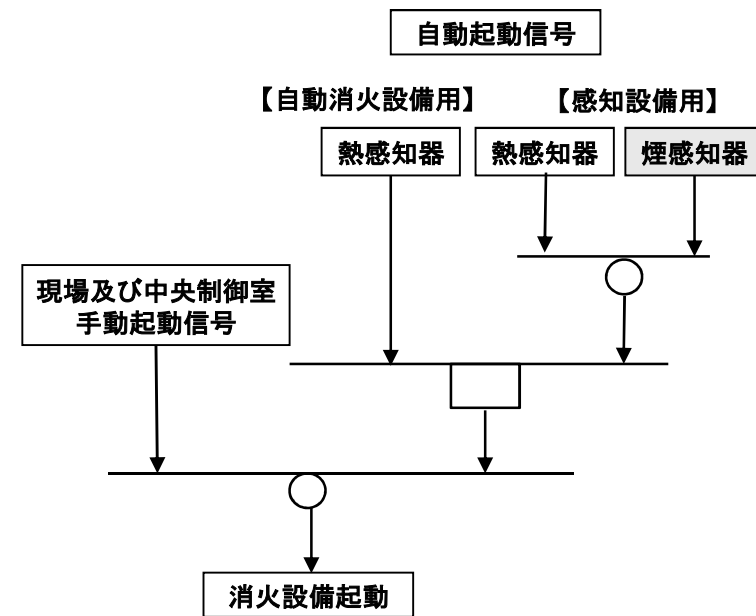 自動起動信号
【自動消火設備用】
【感知設備用】
熱感知器
熱感知器
煙感知器
現場及び中央制御室
手動起動信号
消火設備起動